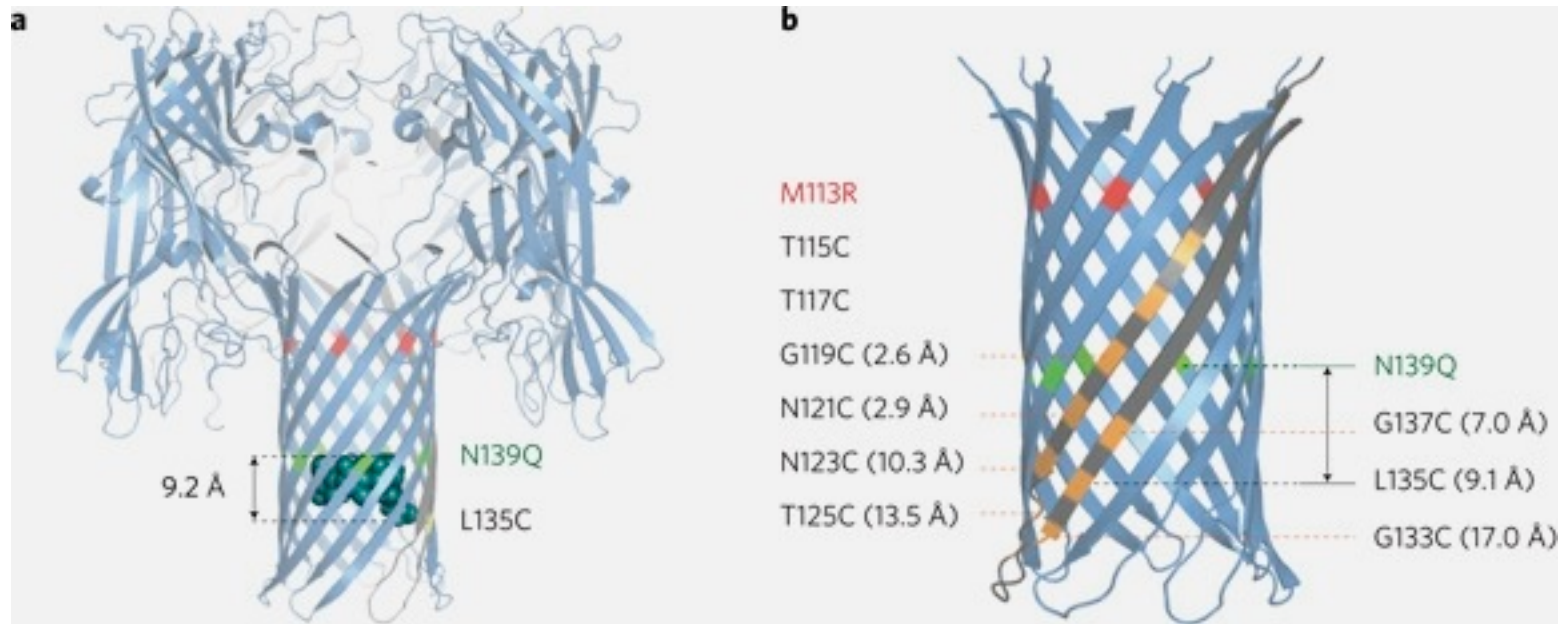 a
N139Q
9.2 Å
L135C
b
M113R
T115C
T117C
G119C (2.6 Å)
N121C (2.9 Å)
N123C (10.3 Å)
T125C (13.5 Å)
N139Q
G137C (7.0 Å)
L135C (9.1 Å)
G133C (17.0 Å)